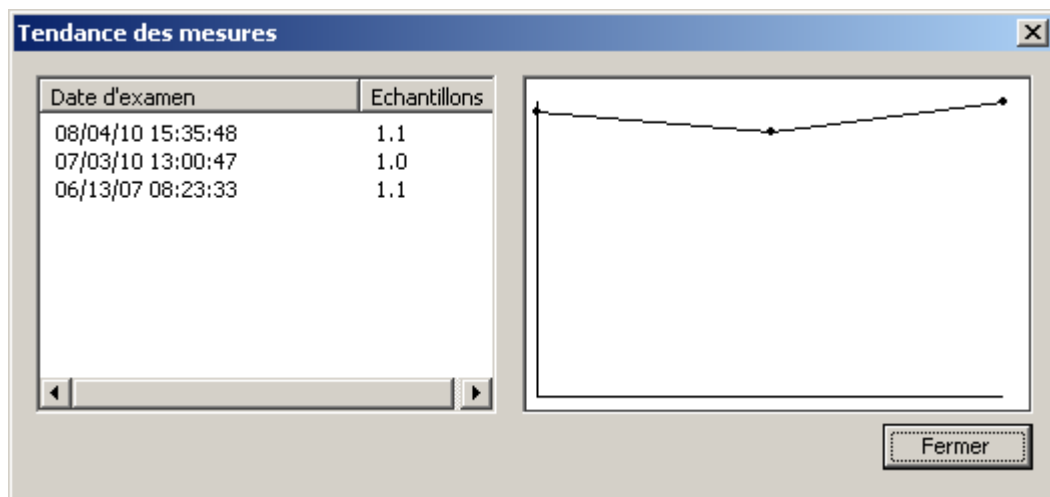 Tendance des mesures
Date d'examen Echantillons
08/04/10 15:35:48 1.1
07/03/10 13:00:47 1.0
06/13/07 08:23:33 1.1
Fermer